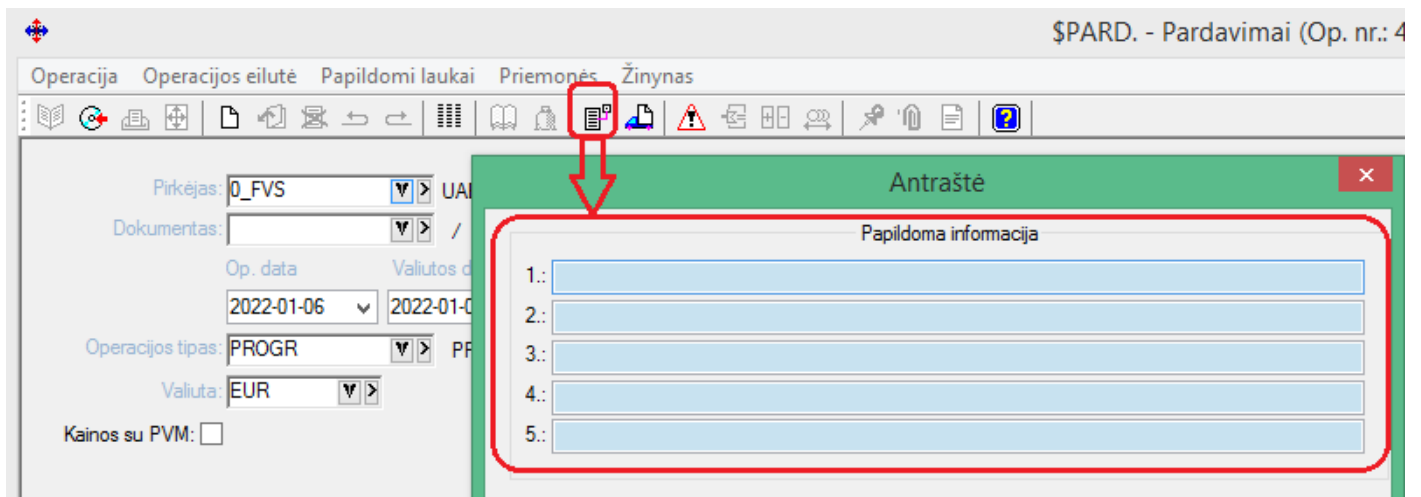 $PARD. - Pardavimai (Op. nr.: 4
Operacija Operacijos eilutė Papildomi laukai Priemonės Žinynas
Pirkėjas: 0_FVS UAI
Dokumentas: /
Op. data Valiutos d
2022-01-06 2022-01-0
Operacijos tipas: PROGR PR
Valiuta: EUR
Kainos su PVM:
Antraštė
Papildoma informacija
1.:
2.:
3.:
4.:
5.: